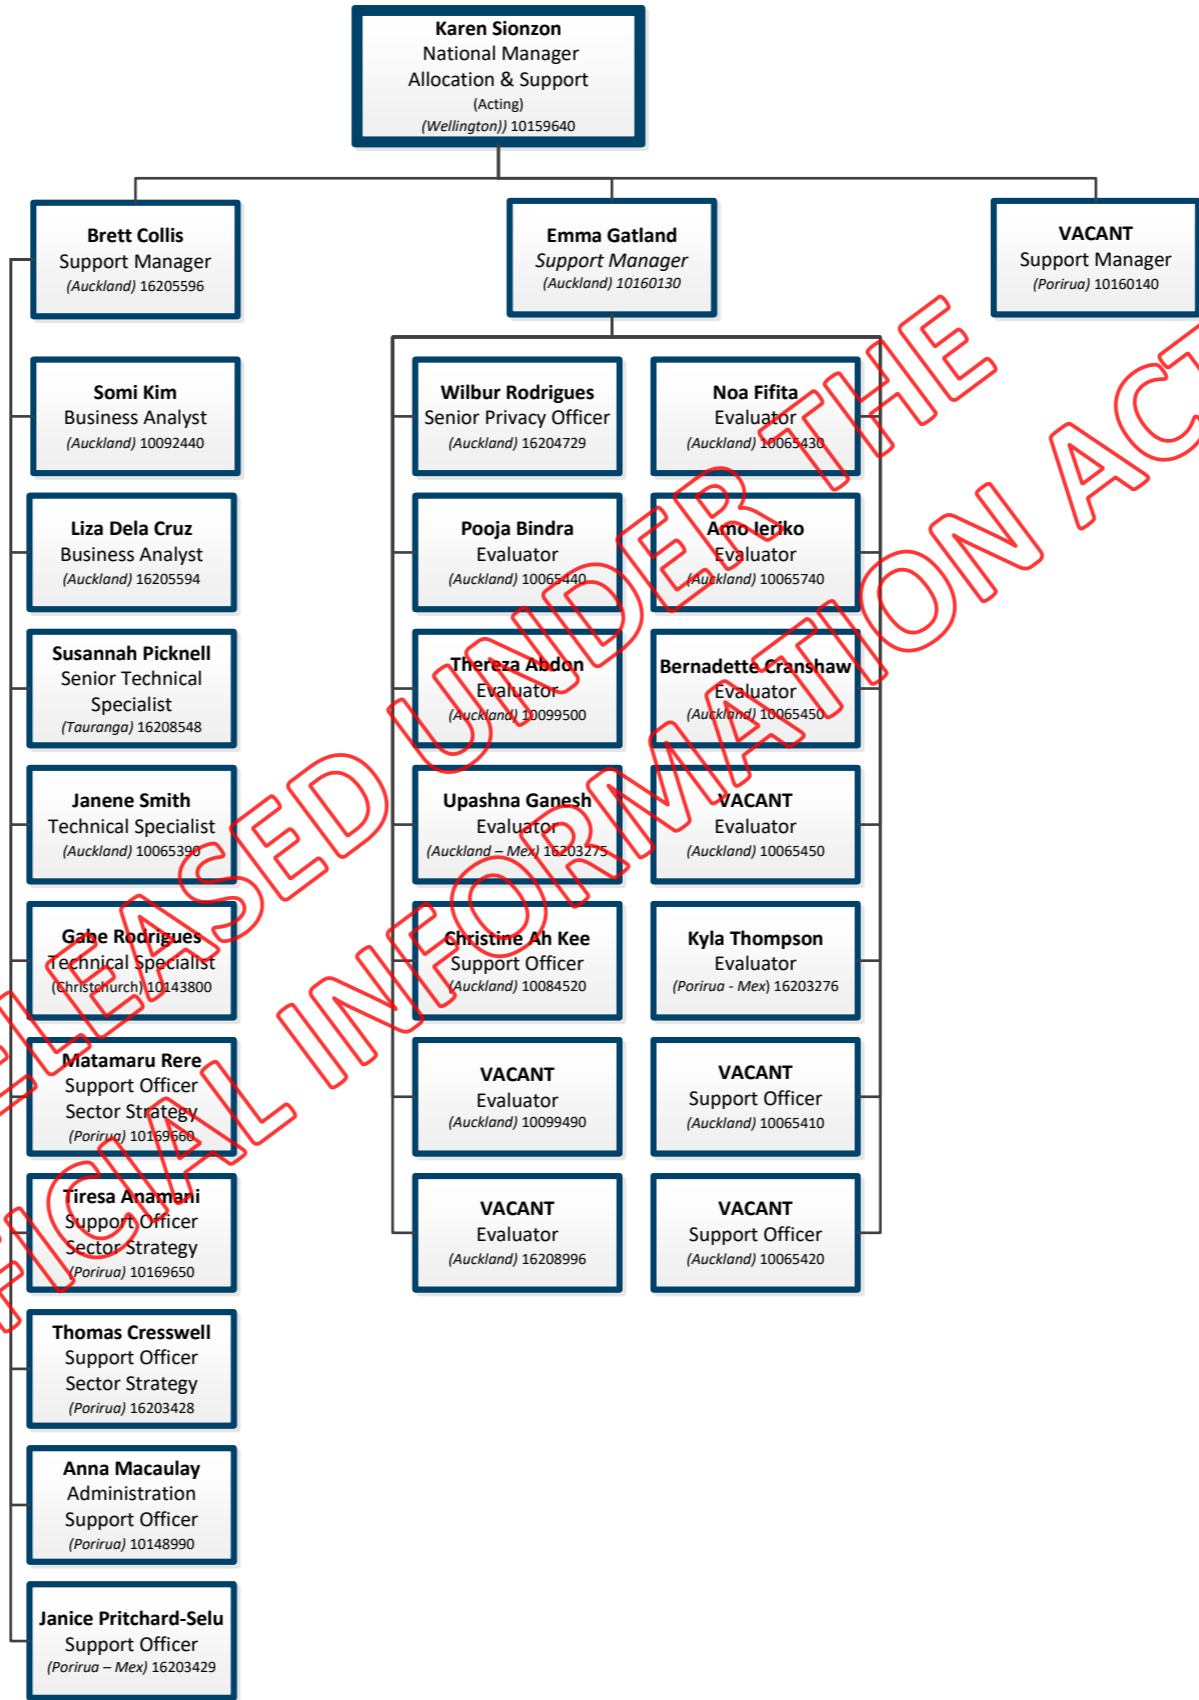 Karen Sionzon
National Manager
Allocation & Support
(Acting)
(Wellington)) 10159640
Brett Collis
Support Manager
(Auckland) 16205596
Emma Gatland
Support Manager
(Auckland) 10160130
VACANT
Support Manager
(Porirua) 10160140
Somi Kim
Business Analyst
(Auckland) 10092440
Liza Dela Cruz
Business Analyst
(Auckland) 16205594
Susannah Picknell
Senior Technical
Specialist
(Tauranga) 16208548
Janene Smith
Technical Specialist
(Auckland) 10065390
Gabe Rodrigues
Technical Specialist
(Christchurch) 10143800
Matamaru Rere
Support Officer
Sector Strategy
(Porirua) 10169660
Tiresa Anamani
Support Officer
Sector Strategy
(Porirua) 10169650
Thomas Cresswell
Support Officer
Sector Strategy
(Porirua) 16203428
Anna Macaulay
Administration
Support Officer
(Porirua) 10148990
Janice Pritchard-Selu
Support Officer
(Porirua – Mex) 16203429
Wilbur Rodrigues
Senior Privacy Officer
(Auckland) 16204729
Pooja Bindra
Evaluator
(Auckland) 10065440
Thereza Abdon
Evaluator
(Auckland) 10099500
Upashna Ganesh
Evaluator
(Auckland – Mex) 16203275
Christine Ah Kee
Support Officer
(Auckland) 10084520
VACANT
Evaluator
(Auckland) 10099490
VACANT
Evaluator
(Auckland) 16208996
Noa Fifita
Evaluator
(Auckland) 10065430
Amo Ieriko
Evaluator
(Auckland) 10065740
Bernadette Cranshaw
Evaluator
(Auckland) 10065450
VACANT
Evaluator
(Auckland) 10065450
Kyla Thompson
Evaluator
(Porirua - Mex) 16203276
VACANT
Support Officer
(Auckland) 10065410
VACANT
Support Officer
(Auckland) 10065420
ELEASED UNDER THE
FICIAL INFORMATION ACT